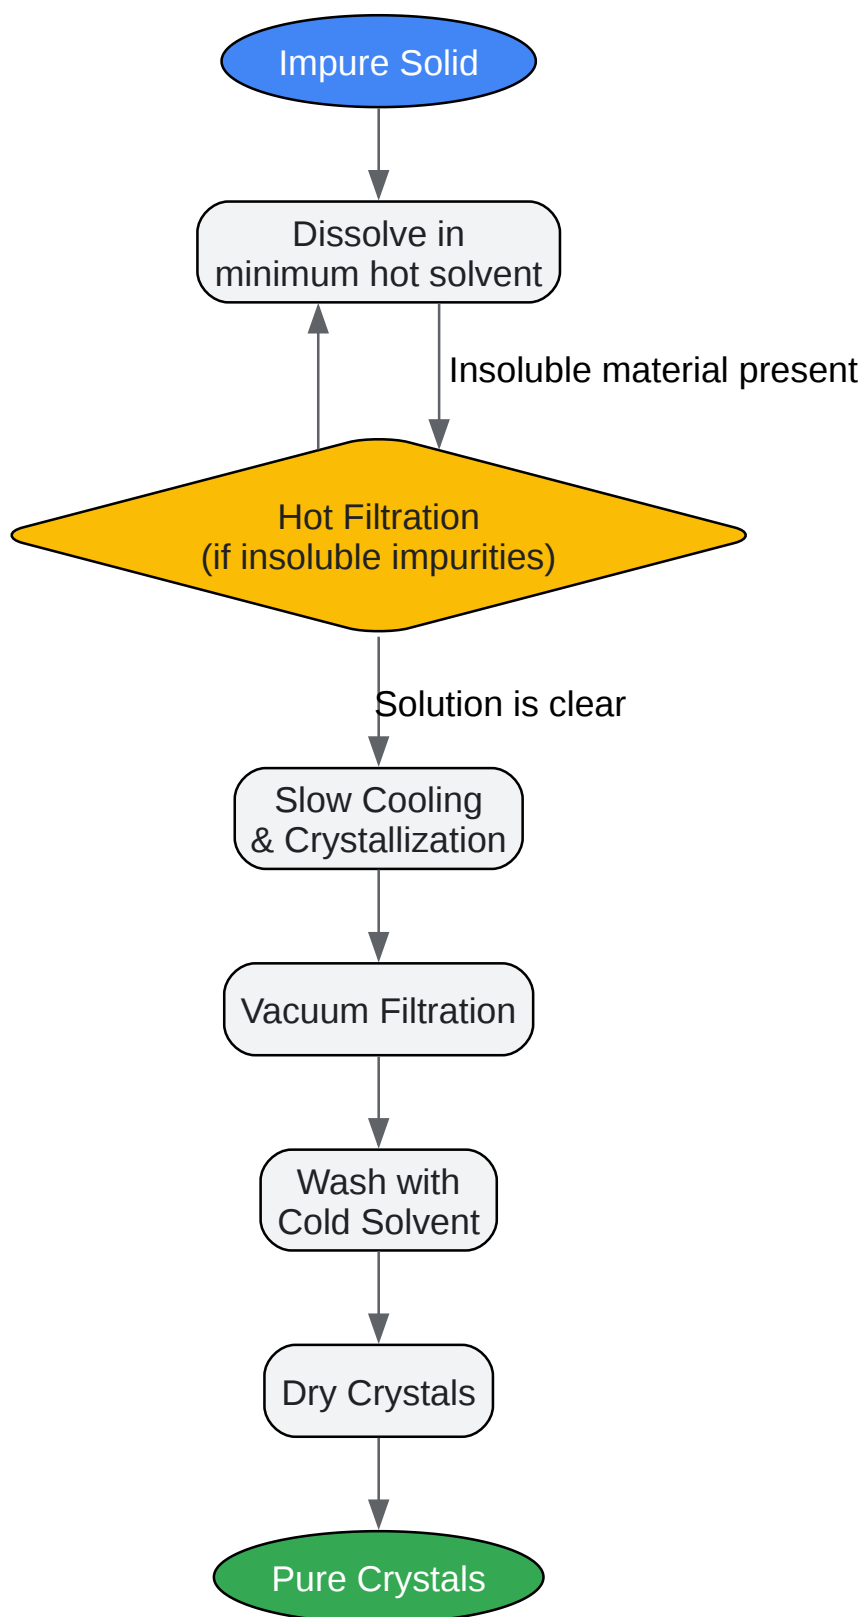 Impure Solid
Dissolve in
minimum hot solvent
Insoluble material present
Hot Filtration
(if insoluble impurities)
Solution is clear
Slow Cooling
& Crystallization
Vacuum Filtration
Wash with
Cold Solvent
Dry Crystals
Pure Crystals